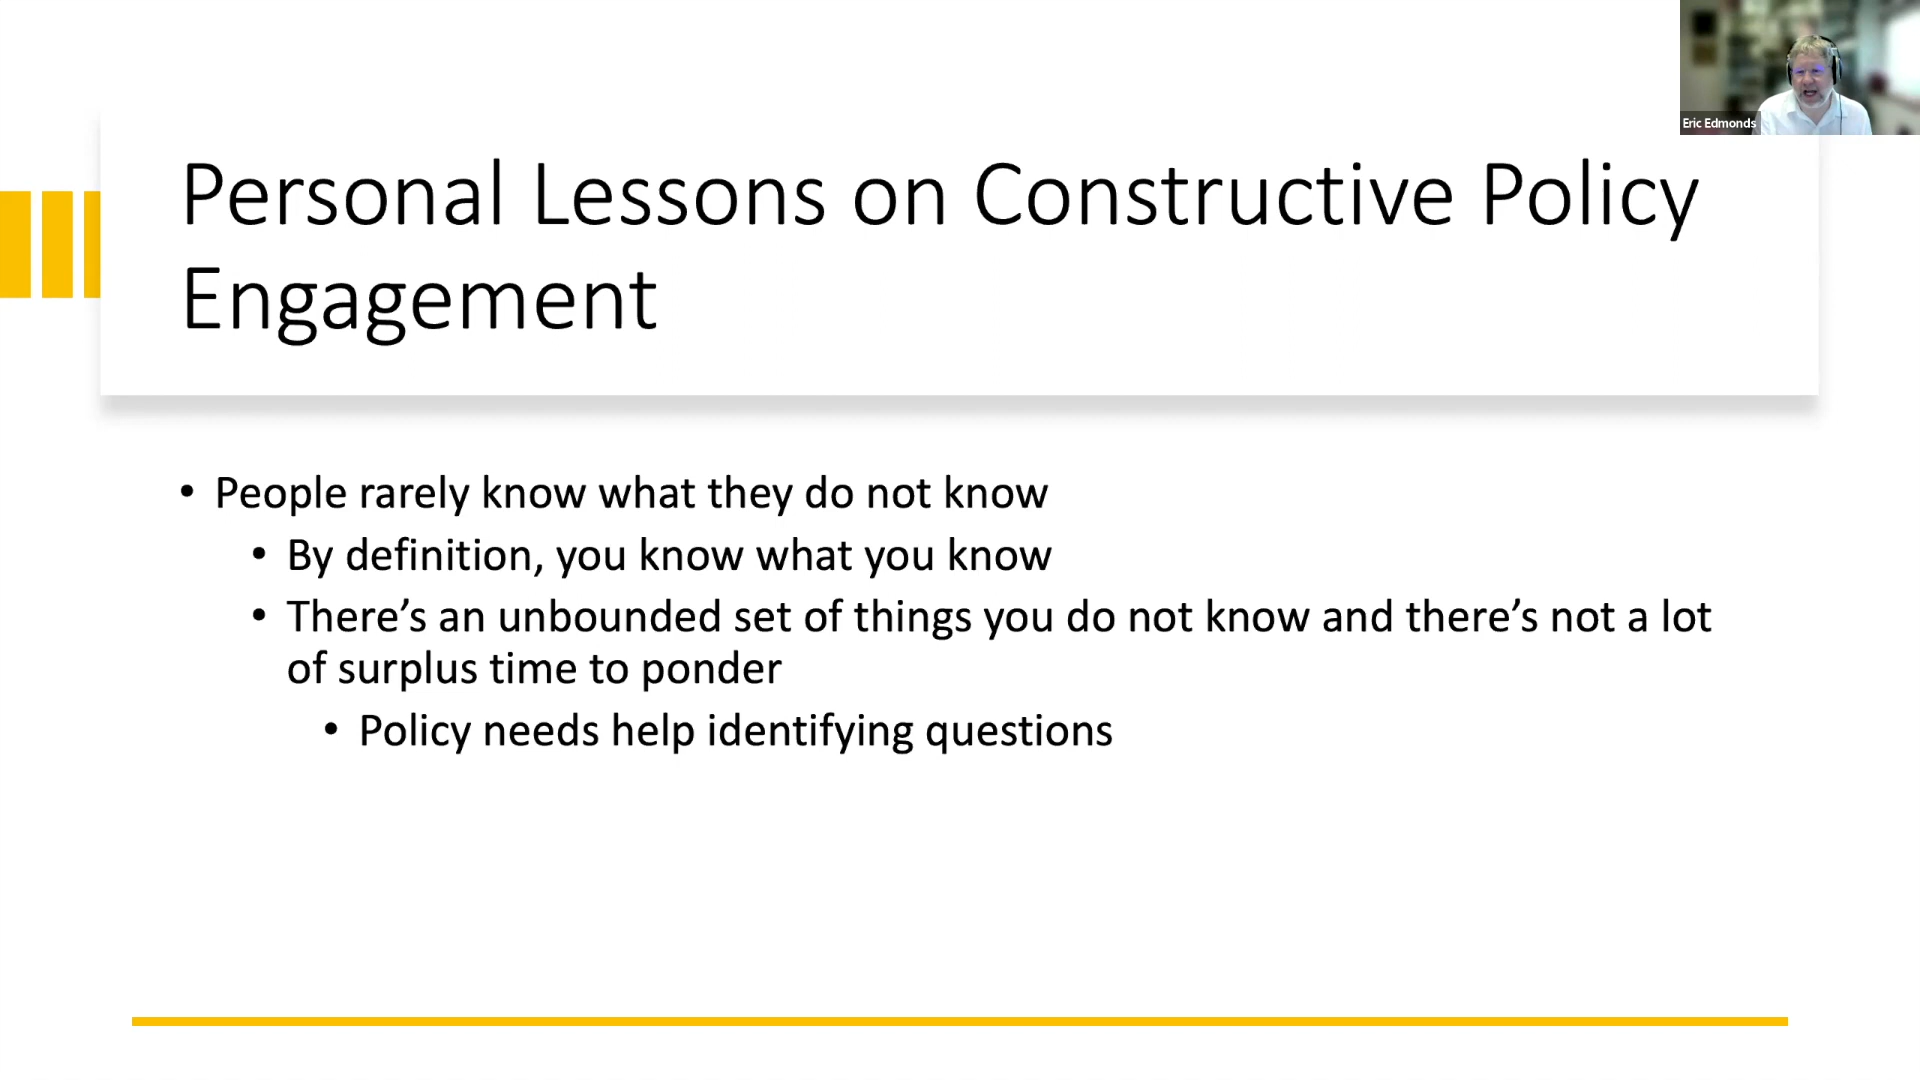 Eric Edmonds
Personal Lessons on Constructive Policy
Engagement
• People rarely know what they do not know
• By definition, you know what you know
• There’s an unbounded set of things you do not know and there’s not a lot
of surplus time to ponder
• Policy needs help identifying questions